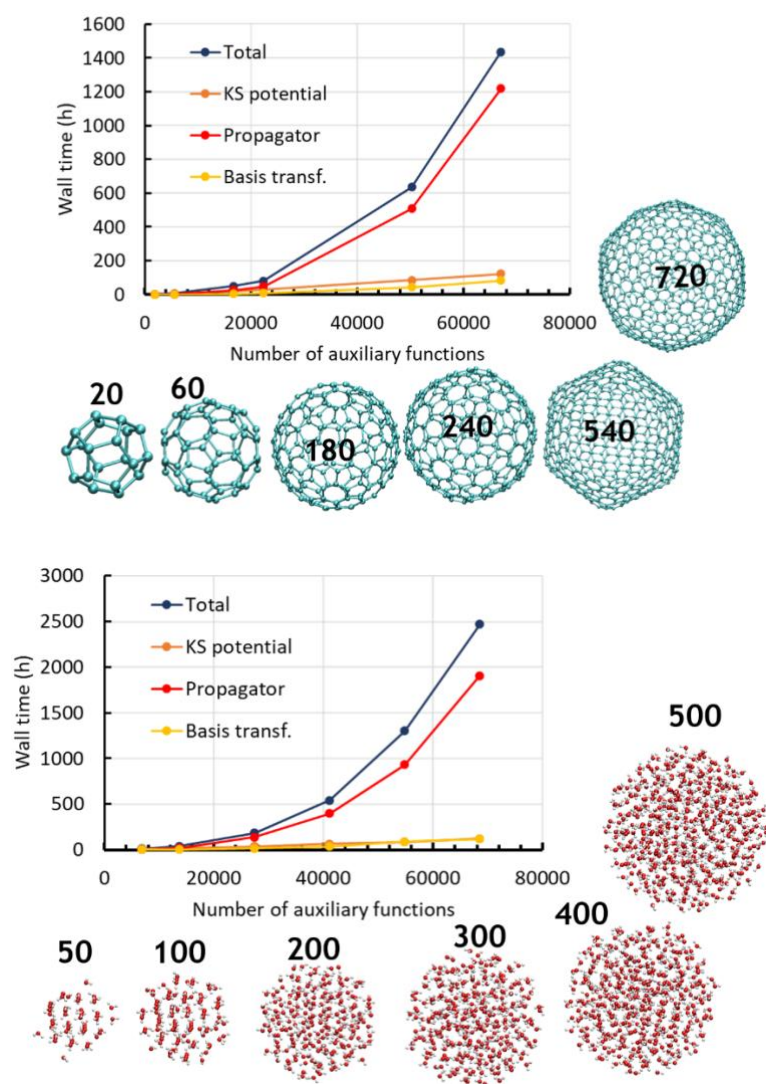 1600
1400
1200
1000
800
600
400
200
0
Wall time (h)
Total
KS potential
Propagator
Basis transf.
0 20000 40000 60000 80000
Number of auxiliary functions
720
20 60 180 240 540
3000
2500
2000
1500
1000
500
0
Wall time (h)
Total
KS potential
Propagator
Basis transf.
0 20000 40000 60000 80000
Number of auxiliary functions
500
50 100 200 300 400